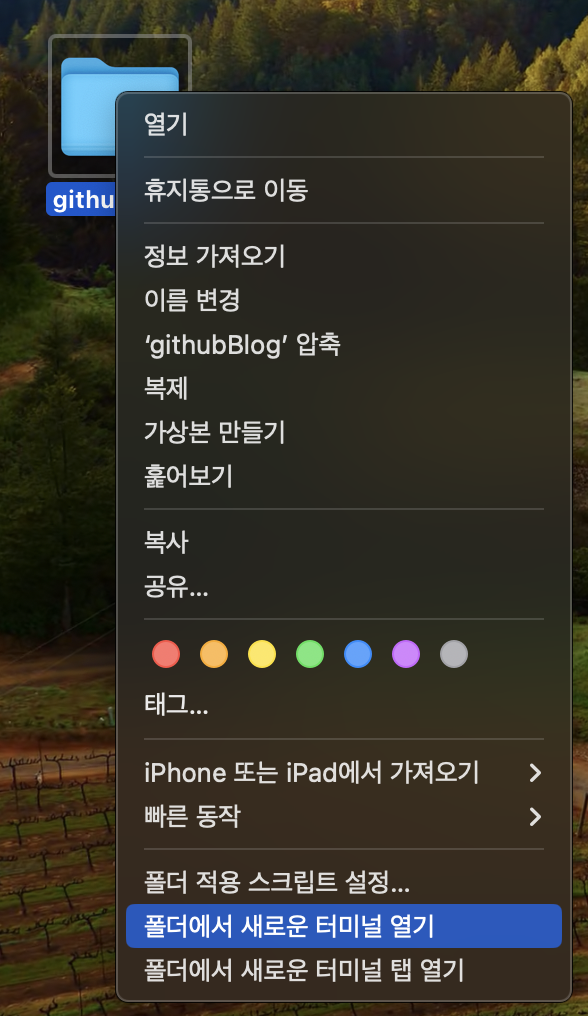 githu
열기
휴지통으로 이동
정보 가져오기
이름 변경
‘githubBlog’ 압축
복제
가상본 만들기
훑어보기
복사
공유...
태그...
iPhone 또는 iPad에서 가져오기
빠른 동작
폴더 적용 스크립트 설정...
폴더에서 새로운 터미널 열기
폴더에서 새로운 터미널 탭 열기